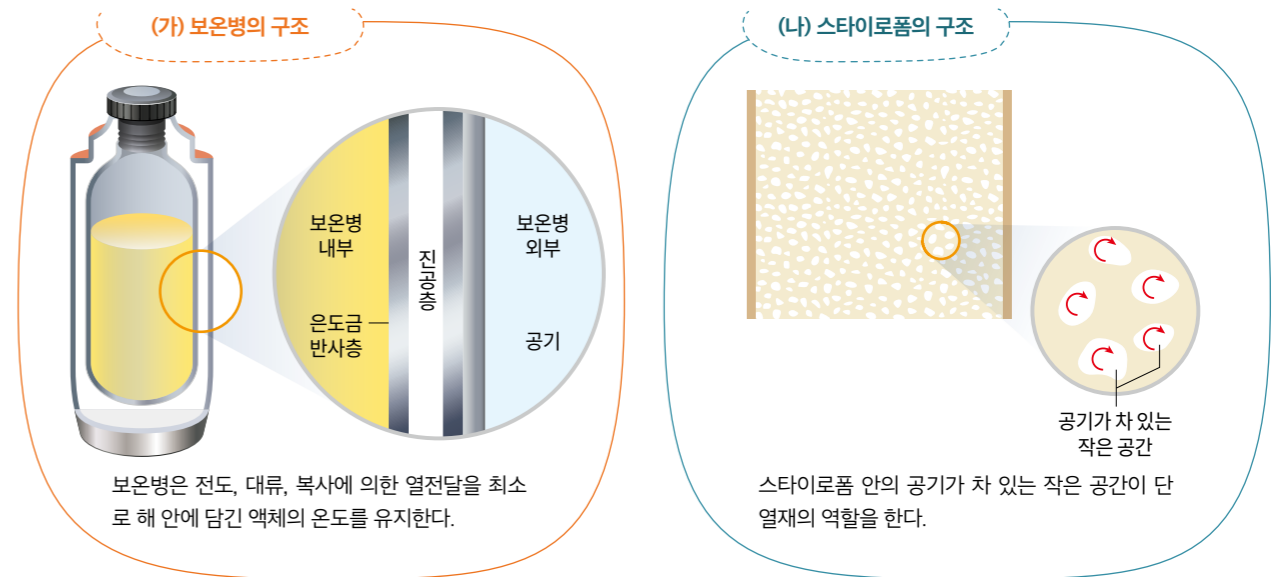 (가) 보온병의 구조
보온병
내부
은도금
반사층
진공층
보온병
외부
공기
보온병은 전도, 대류, 복사에 의한 열전달을 최소
로 해 안에 담긴 액체의 온도를 유지한다.
(나) 스타이로폼의 구조
공기가 차 있는
작은 공간
스타이로폼 안의 공기가 차 있는 작은 공간이 단
열재의 역할을 한다.